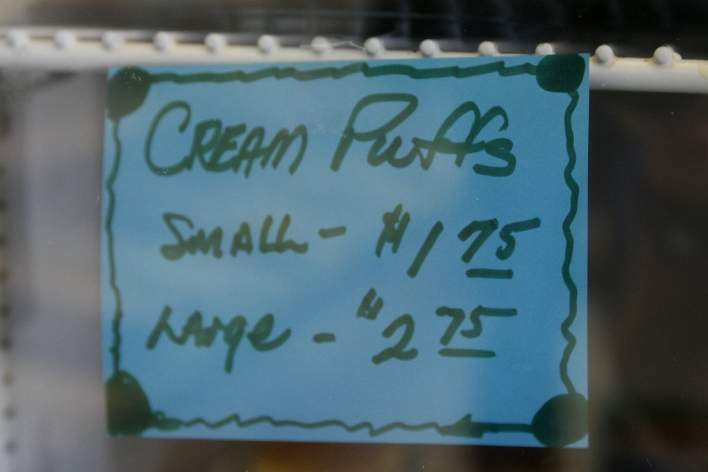 CREAM Puffs
SMALL - $1 75
LArge - $2 75